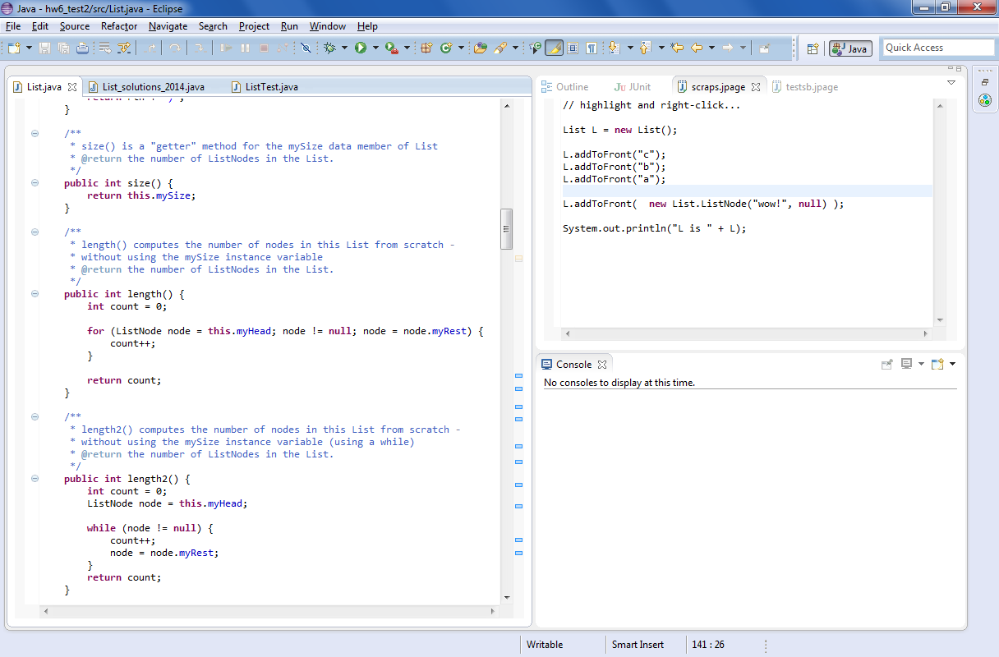 Java - hw6_test2/src/List.java - Eclipse
File Edit Source Refactor Navigate Search Project Run Window Help
Java
Quick Access
List.java
List_solutions_2014.java
ListTest.java
}
/**
* size() is a "getter" method for the mySize data member of List
* @return the number of ListNodes in the List.
*/
public int size() {
return this.mySize;
}
/**
* length() computes the number of nodes in this List from scratch -
* without using the mySize instance variable
* @return the number of ListNodes in the List.
*/
public int length() {
int count = 0;
for (ListNode node = this.myHead; node != null; node = node.myRest) {
count++;
}
return count;
}
/**
* length2() computes the number of nodes in this List from scratch -
* without using the mySize instance variable (using a while)
* @return the number of ListNodes in the List.
*/
public int length2() {
int count = 0;
ListNode node = this.myHead;
while (node != null) {
count++;
node = node.myRest;
}
return count;
}
Outline
JUnit
scraps.jpage
testsb.jpage
// highlight and right-click...
List L = new List();
L.addToFront("c");
L.addToFront("b");
L.addToFront("a");
L.addToFront(  new List.ListNode("wow!", null) );
System.out.println("L is " + L);
Console
No consoles to display at this time.
Writable
Smart Insert
141 : 26